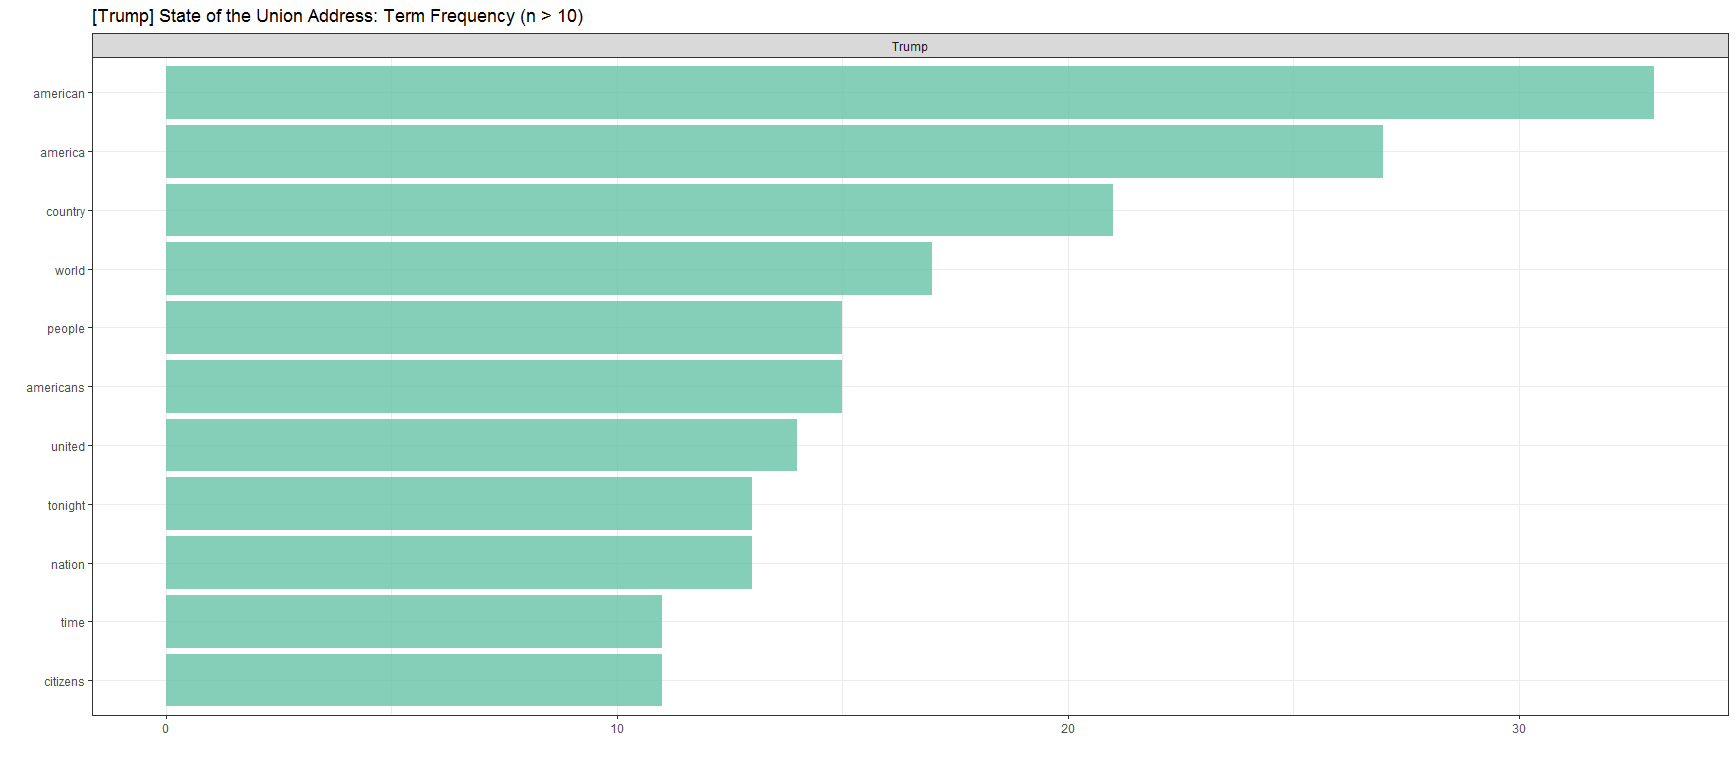 [Trump] State of the Union Address: Term Frequency (n > 10)
Trump
american
america
country
world
people
americans
united
tonight
nation
time
citizens
0 10 20 30